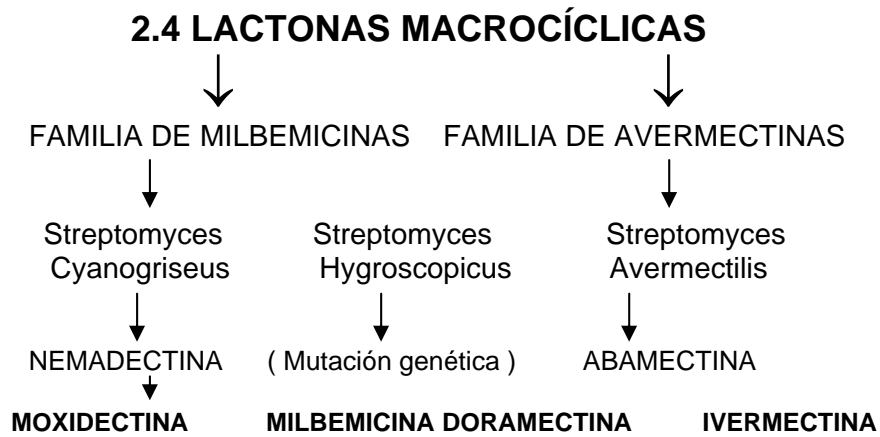 2.4 LACTONAS MACROCÍCLICAS
FAMILIA DE MILBEMICINAS FAMILIA DE AVERMECTINAS
Streptomyces Streptomyces Streptomyces
Cyanogriseus Hygroscopicus Avermectilis
NEMADECTINA ( Mutación genética ) ABAMECTINA
MOXIDECTINA MILBEMICINA DORAMECTINA IVERMECTINA